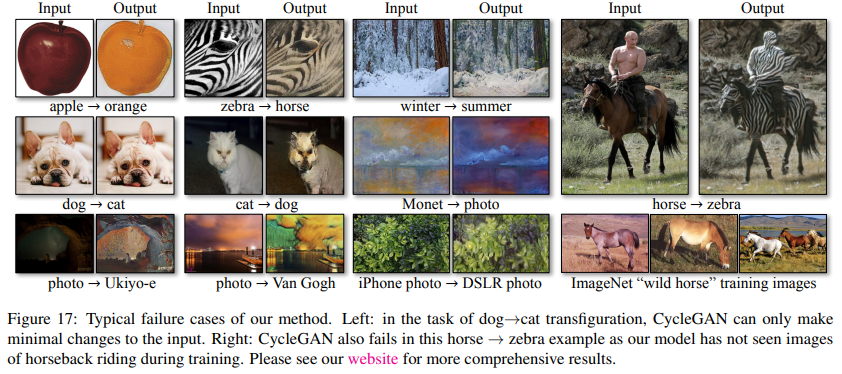 Input Output Input Output Input Output Input Output
apple → orange zebra → horse winter → summer
dog → cat cat → dog Monet → photo horse → zebra
photo → Ukiyo-e photo → Van Gogh iPhone photo → DSLR photo ImageNet “wild horse” training images
Figure 17: Typical failure cases of our method. Left: in the task of dog→cat transfiguration, CycleGAN can only make
minimal changes to the input. Right: CycleGAN also fails in this horse → zebra example as our model has not seen images
of horseback riding during training. Please see our website for more comprehensive results.